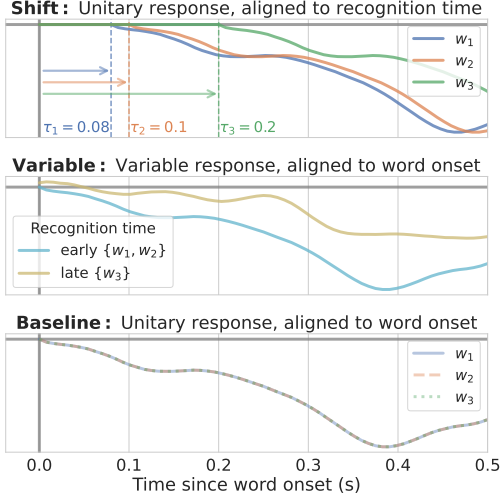 Shift: Unitary response, aligned to recognition time
w₁
w₂
w₃
τ₁ = 0.08
τ₂ = 0.1
τ₃ = 0.2
Variable: Variable response, aligned to word onset
Recognition time
early {w₁, w₂}
late {w₃}
Baseline: Unitary response, aligned to word onset
w₁
w₂
w₃
0.0 0.1 0.2 0.3 0.4 0.5
Time since word onset (s)